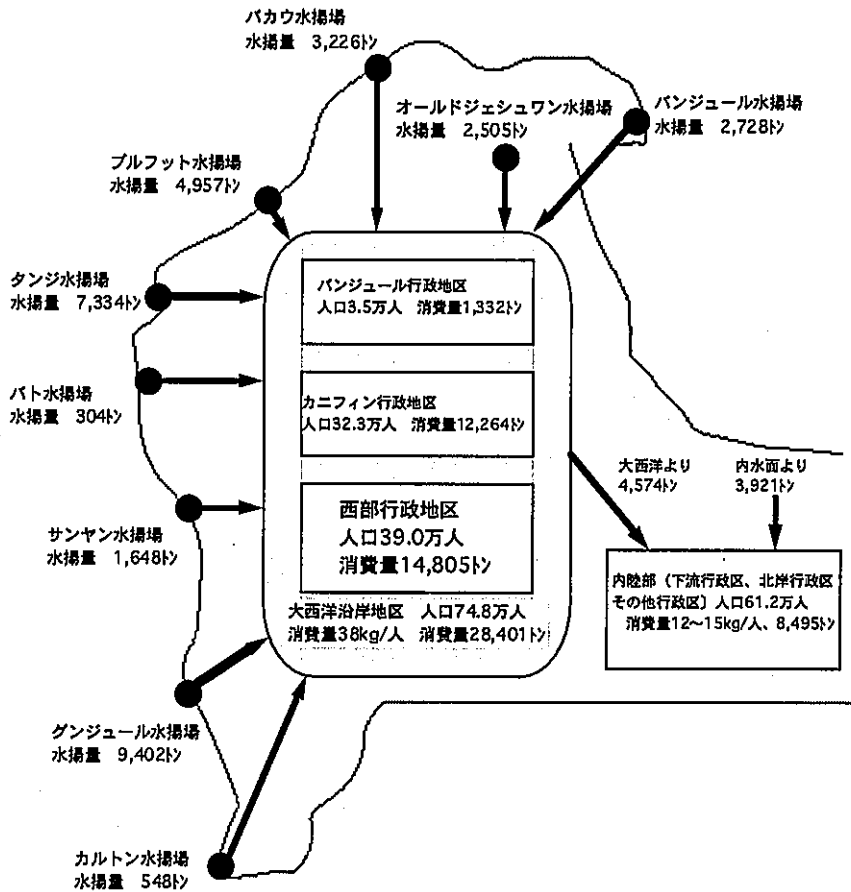 バカウ水揚場
水揚量 3,226トン
オールドジェシュワン水揚場
水揚量 2,505トン
バンジュール水揚場
水揚量 2,728トン
ブルフット水揚場
水揚量 4,957トン
タンジ水揚場
水揚量 7,334トン
バト水揚場
水揚量 304トン
サンヤン水揚場
水揚量 1,648トン
グンジュール水揚場
水揚量 9,402トン
カルトン水揚場
水揚量 548トン
バンジュール行政地区
人口3.5万人 消費量1,332トン
カニフィン行政地区
人口32.3万人 消費量12,264トン
西部行政地区
人口39.0万人
消費量14,805トン
大西洋沿岸地区 人口74.8万人
消費量38kg/人 消費量28,401トン
大西洋より
4,574トン
内水面より
3,921トン
内陸部（下流行政区、北岸行政区
その他行政区）人口61.2万人
消費量12～15kg/人、8,495トン